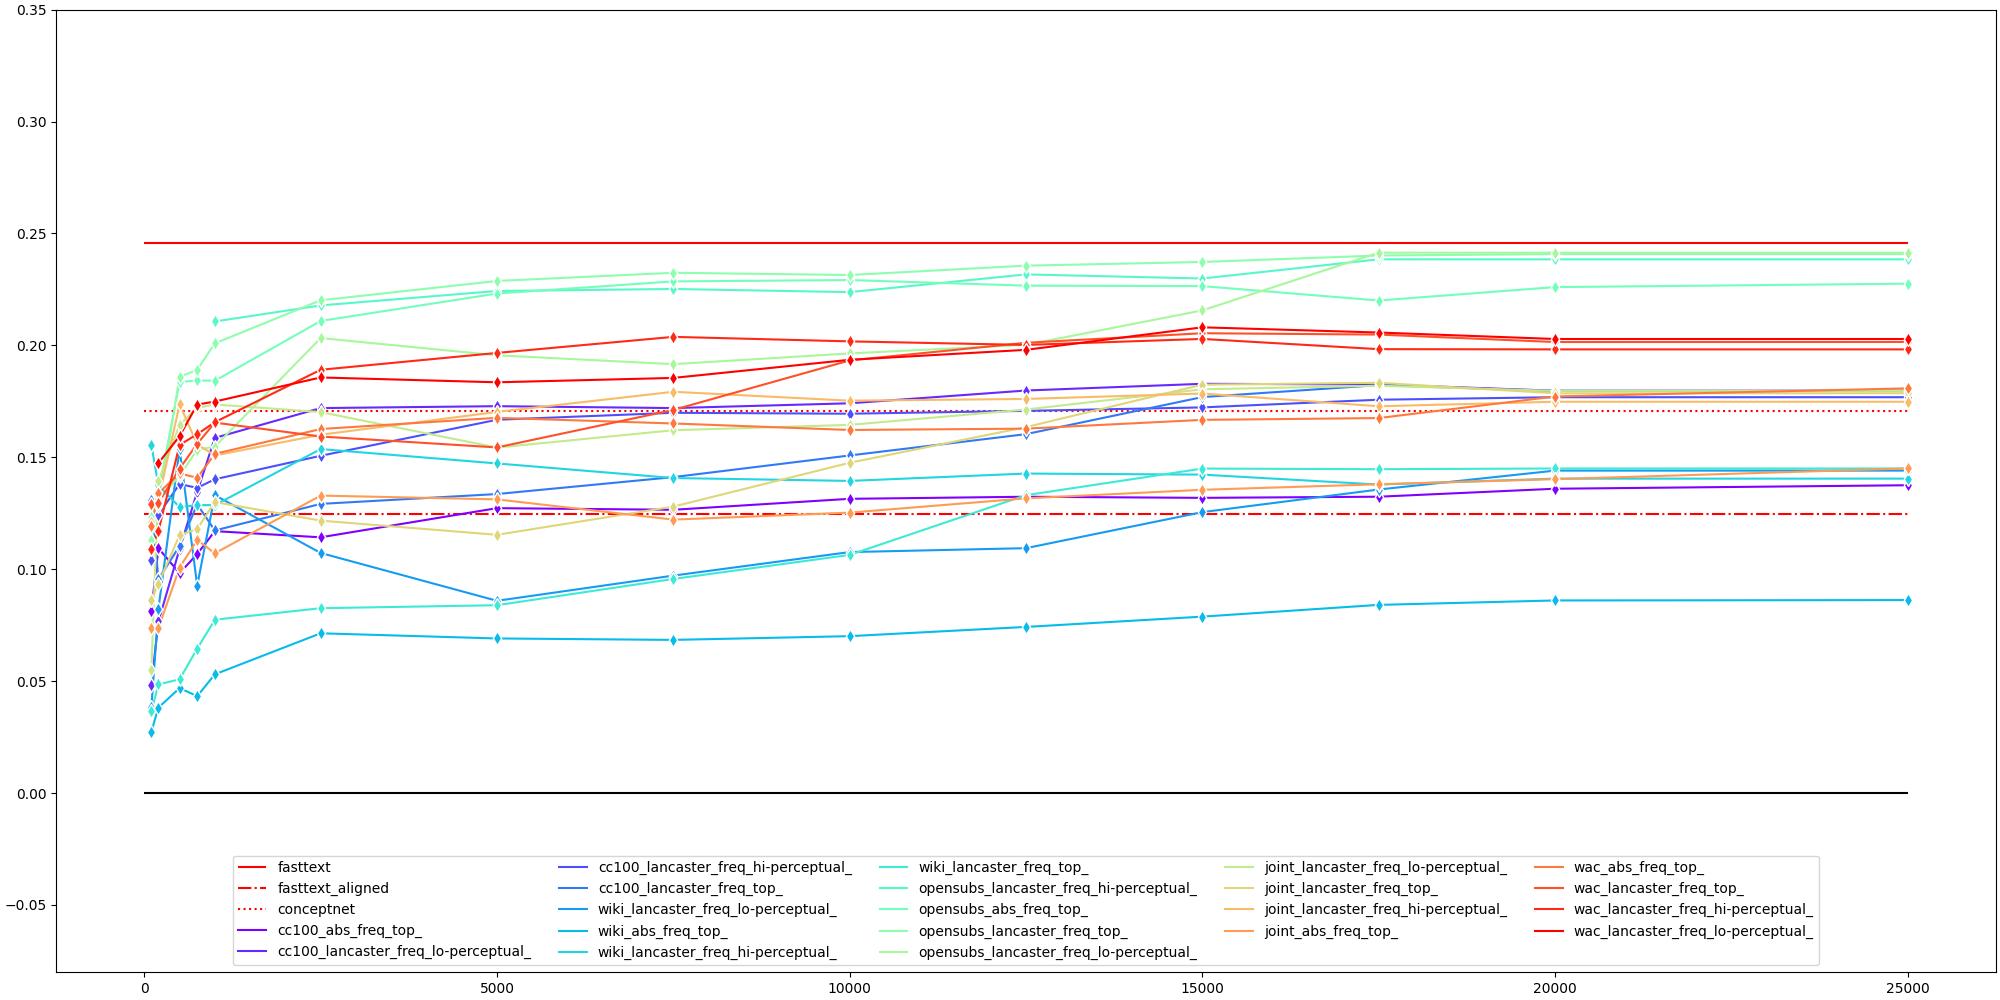 0.35
0.30
0.25
0.20
0.15
0.10
0.05
0.00
−0.05
fasttext
fasttext_aligned
conceptnet
cc100_abs_freq_top_
cc100_lancaster_freq_lo-perceptual_
cc100_lancaster_freq_hi-perceptual_
cc100_lancaster_freq_top_
wiki_lancaster_freq_lo-perceptual_
wiki_abs_freq_top_
wiki_lancaster_freq_hi-perceptual_
wiki_lancaster_freq_top_
opensubs_lancaster_freq_hi-perceptual_
opensubs_abs_freq_top_
opensubs_lancaster_freq_top_
opensubs_lancaster_freq_lo-perceptual_
joint_lancaster_freq_lo-perceptual_
joint_lancaster_freq_top_
joint_lancaster_freq_hi-perceptual_
joint_abs_freq_top_
wac_abs_freq_top_
wac_lancaster_freq_top_
wac_lancaster_freq_hi-perceptual_
wac_lancaster_freq_lo-perceptual_
0
5000
10000
15000
20000
25000